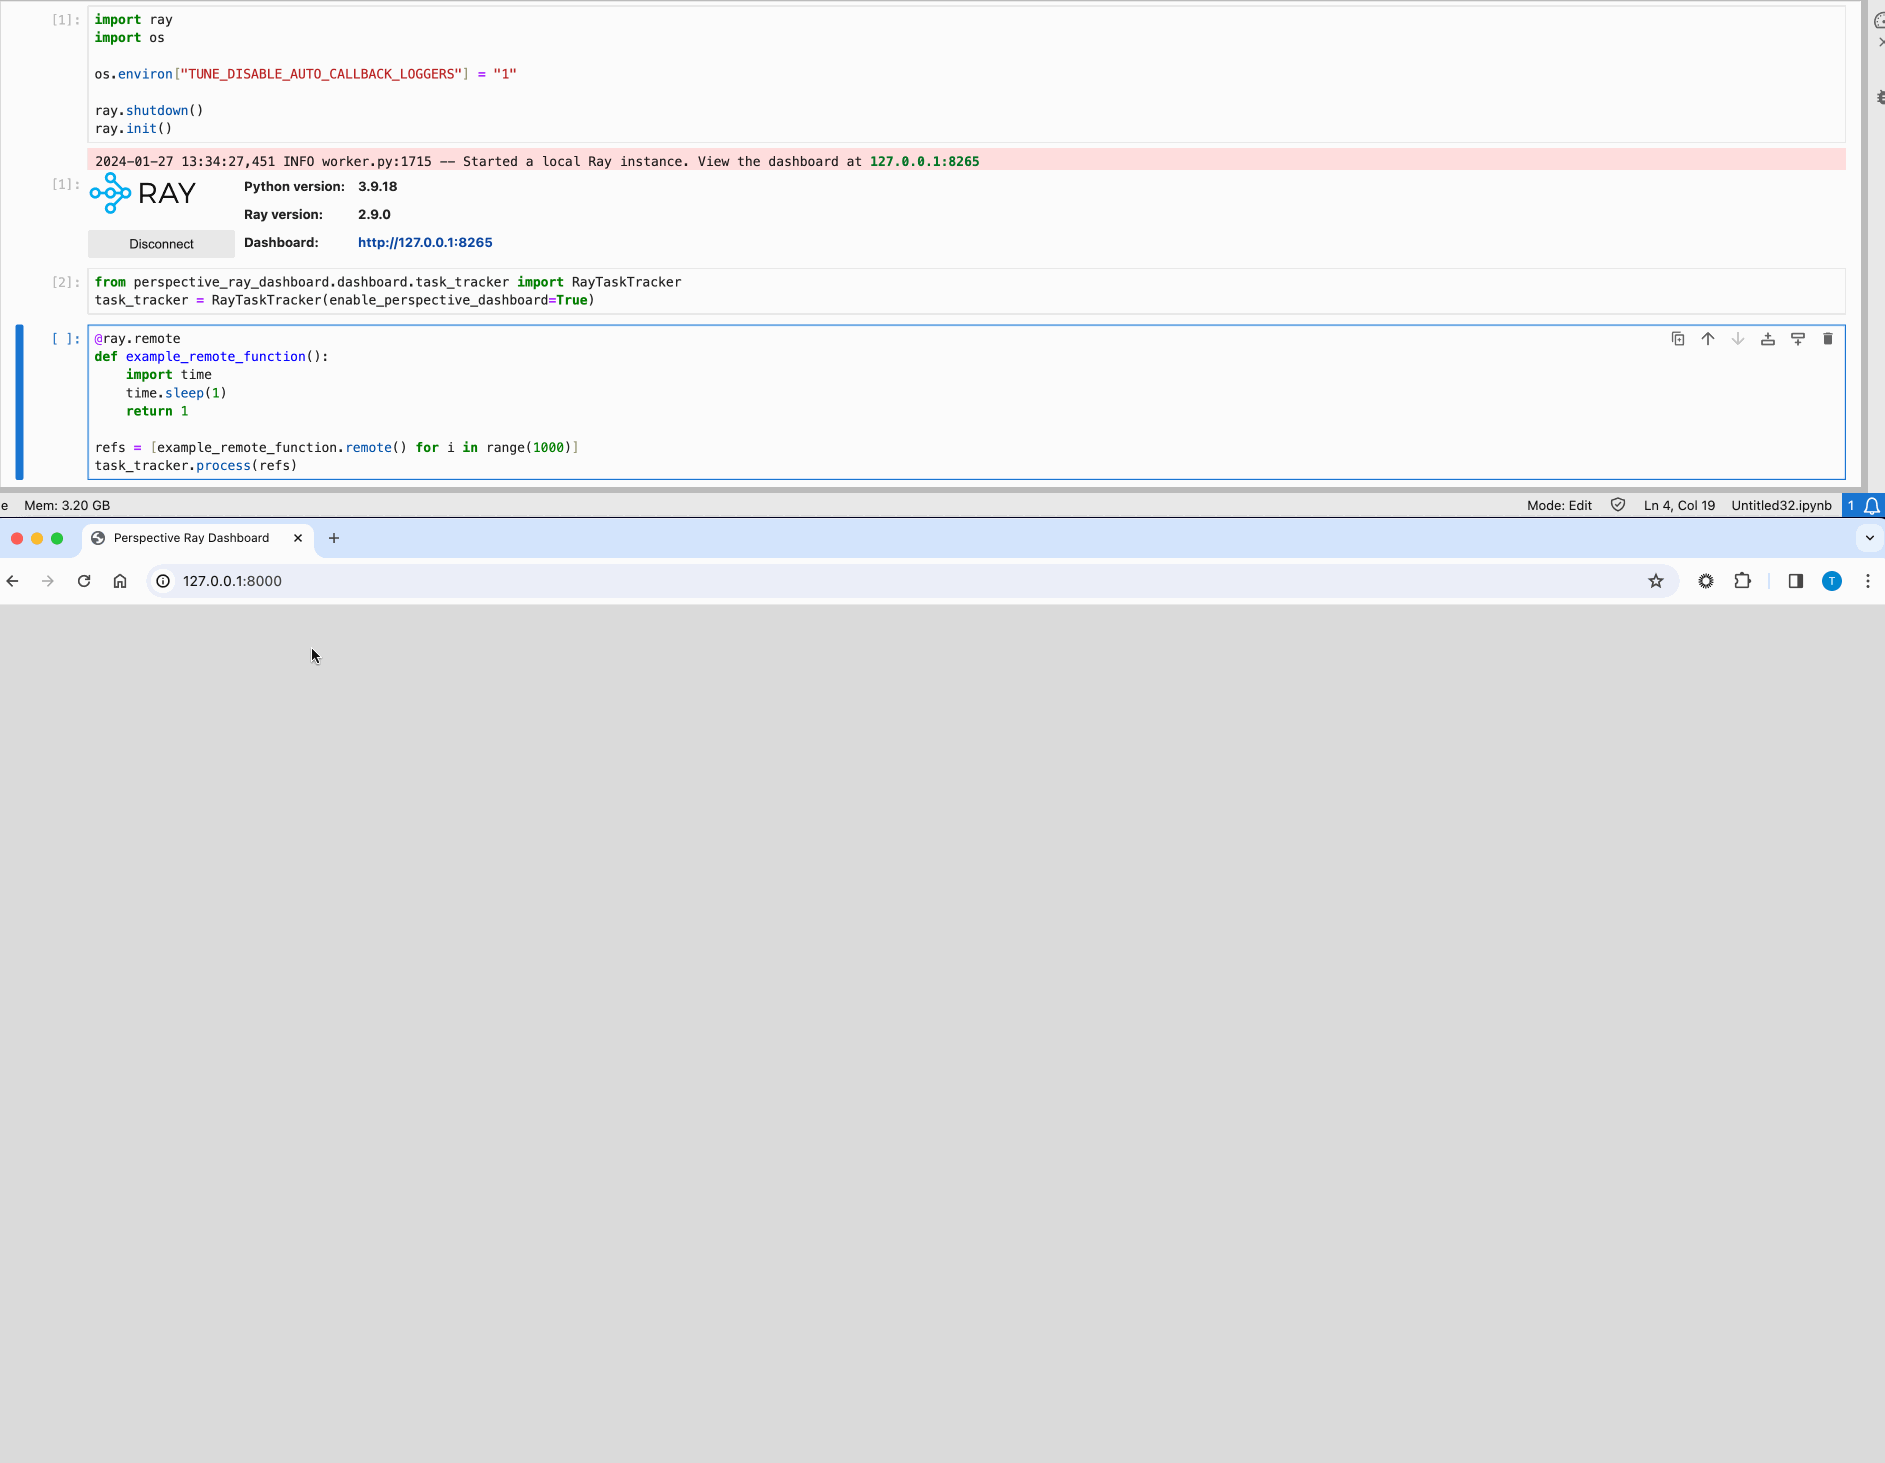 [1]:
import ray
import os
os.environ["TUNE_DISABLE_AUTO_CALLBACK_LOGGERS"] = "1"
ray.shutdown()
ray.init()
2024-01-27 13:34:27,451 INFO worker.py:1715 -- Started a local Ray instance. View the dashboard at 127.0.0.1:8265
[1]:
RAY
Python version: 3.9.18
Ray version: 2.9.0
Disconnect
Dashboard: http://127.0.0.1:8265
[2]:
from perspective_ray_dashboard.dashboard.task_tracker import RayTaskTracker
task_tracker = RayTaskTracker(enable_perspective_dashboard=True)
[ ]:
@ray.remote
def example_remote_function():
    import time
    time.sleep(1)
    return 1
refs = [example_remote_function.remote() for i in range(1000)]
task_tracker.process(refs)
e Mem: 3.20 GB
Mode: Edit Ln 4, Col 19 Untitled32.ipynb 1
Perspective Ray Dashboard
127.0.0.1:8000
T